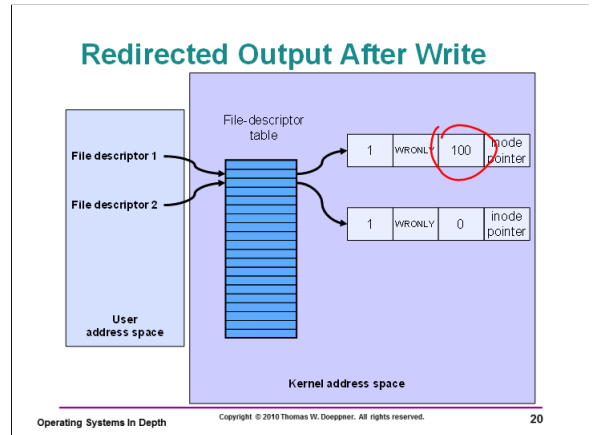 Redirected Output After Write
File-descriptor
table
File descriptor 1
File descriptor 2
1 WRONLY 100 inode
pointer
1 WRONLY 0 inode
pointer
User
address space
Kernel address space
Operating Systems In Depth
Copyright © 2010 Thomas W. Doeppner. All rights reserved.
20